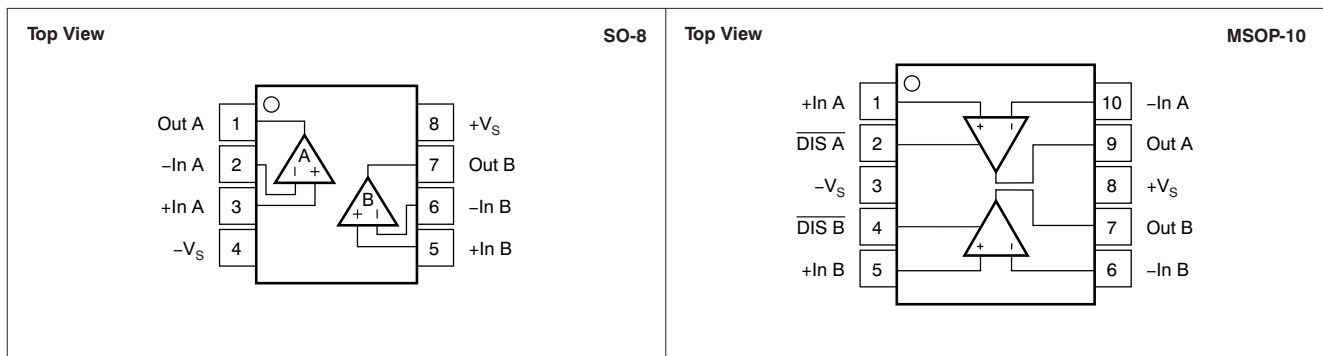 Top View SO-8
Out A 1 8 +VS
A
−In A 2 7 Out B
− +
B
+In A 3 6 −In B
+ −
−VS 4 5 +In B
Top View MSOP-10
+In A 1 10 −In A
+ −
DIS A 2 9 Out A
−VS 3 8 +VS
DIS B 4 7 Out B
+ −
+In B 5 6 −In B